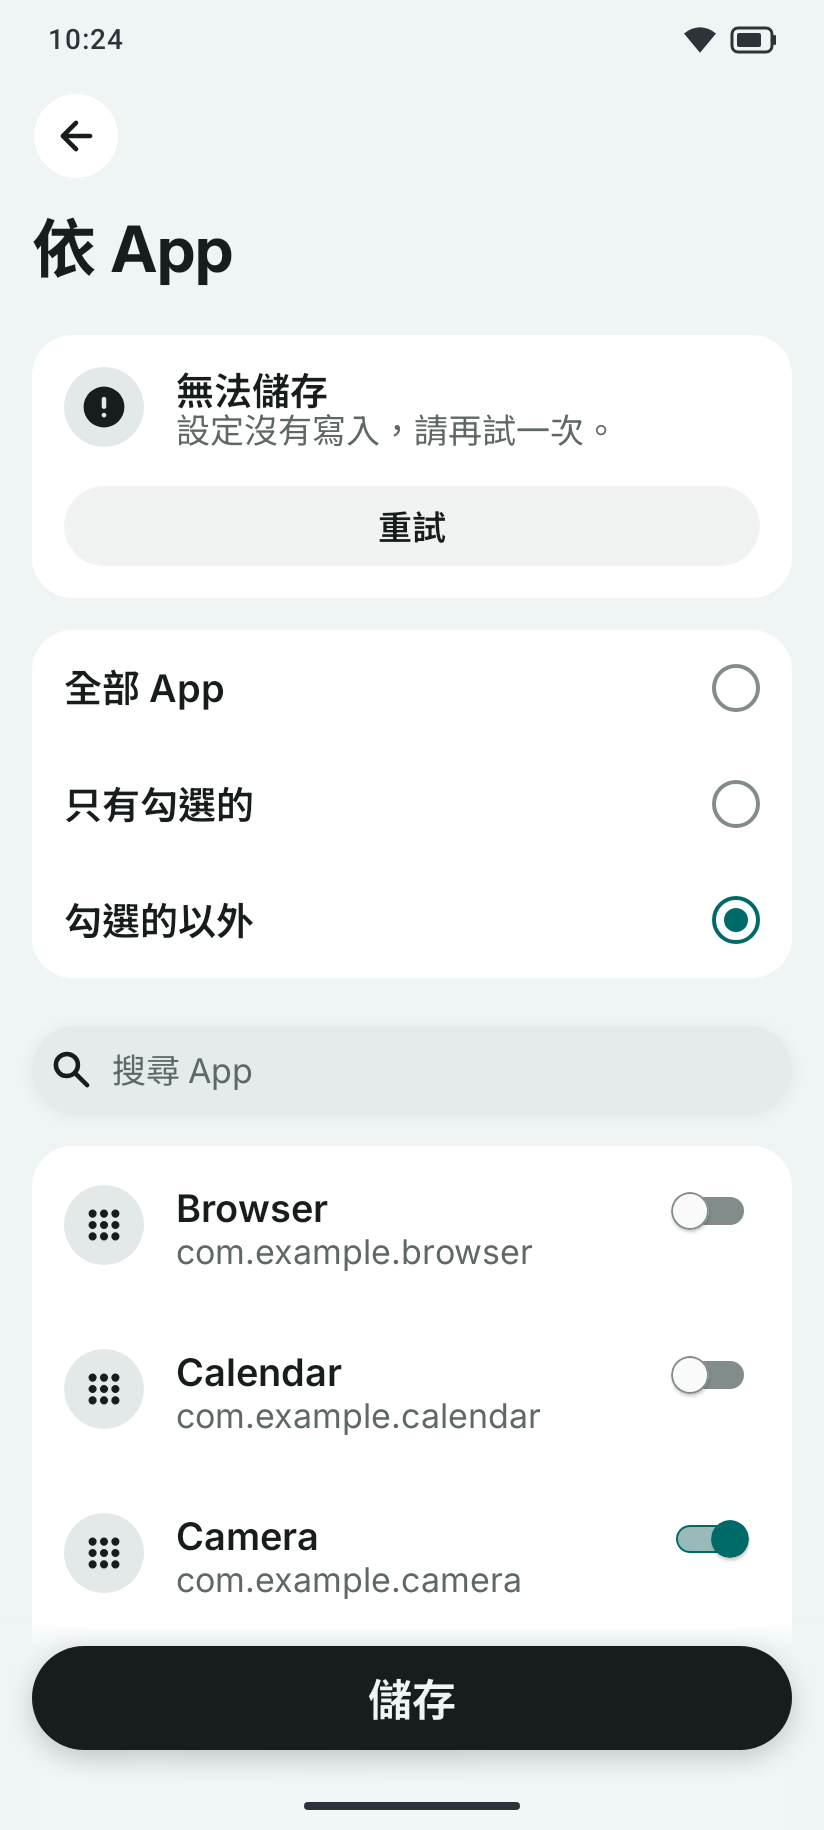 10:24
依 App
無法儲存
設定沒有寫入，請再試一次。
重試
全部 App
只有勾選的
勾選的以外
搜尋 App
Browser
com.example.browser
Calendar
com.example.calendar
Camera
com.example.camera
儲存